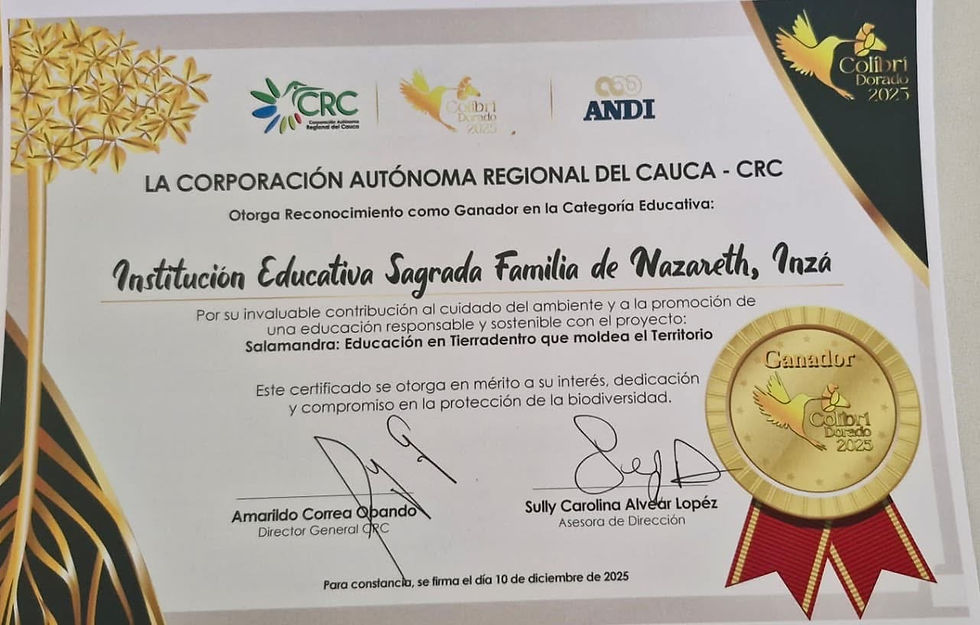 CRC
Corporación Autónoma
Regional del Cauca
Colibrí
Dorado
2025
ANDI
Colibrí
Dorado
2025
LA CORPORACIÓN AUTÓNOMA REGIONAL DEL CAUCA - CRC
Otorga Reconocimiento como Ganador en la Categoría Educativa:
Institución Educativa Sagrada Familia de Nazareth, Inzá
Por su invaluable contribución al cuidado del ambiente y a la promoción de
una educación responsable y sostenible con el proyecto:
Salamandra: Educación en Tierradentro que moldea el Territorio
Este certificado se otorga en mérito a su interés, dedicación
y compromiso en la protección de la biodiversidad.
Ganador
Colibrí
Dorado
2025
Amarildo Correa Obando
Director General CRC
Sully Carolina Alvear Lopéz
Asesora de Dirección
Para constancia, se firma el día 10 de diciembre de 2025